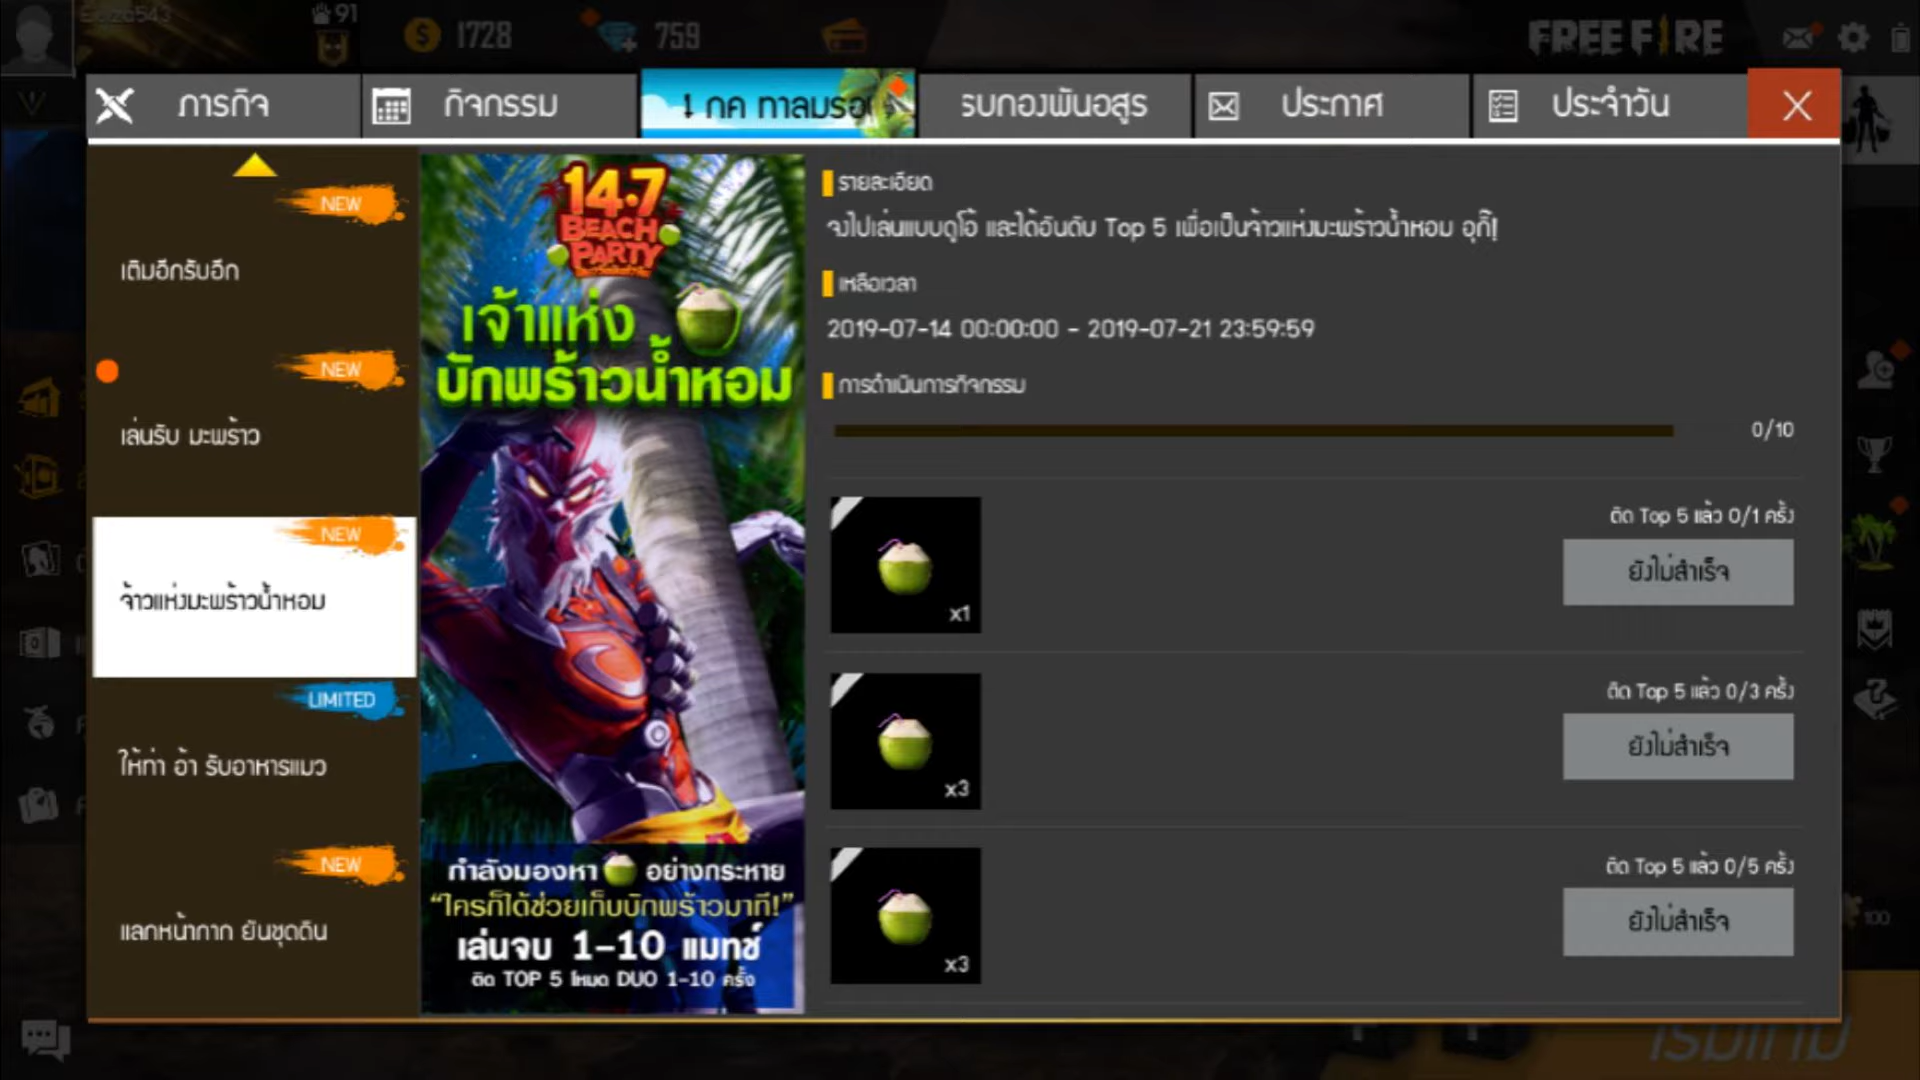 91
1728
759
FREE FIRE
ภารกิจ
กิจกรรม
รบกองพันอสูร
ประกาศ
ประจำวัน
NEW
เติมอีกรับอีก
NEW
เล่นรับ มะพร้าว
NEW
จ้าวแห่งมะพร้าวน้ำหอม
LIMITED
ให้ท่า อ้า รับอาหารแมว
NEW
แลกหน้ากาก ยันชุดดิน
14.7
BEACH
PARTY
เจ้าแห่ง
บักพร้าวน้ำหอม
กำลังมองหา อย่างกระหาย
“ใครก็ได้ช่วยเก็บบักพร้าวมาที!”
เล่นจบ 1-10 แมทช์
ติด TOP 5 โหมด DUO 1-10 ครั้ง
รายละเอียด
จงไปเล่นแบบดูโอ้ และได้อันดับ Top 5 เพื่อเป็นจ้าวแห่งมะพร้าวน้ำหอม อุกี๊!
เหลือเวลา
2019-07-14 00:00:00 - 2019-07-21 23:59:59
การดำเนินการกิจกรรม
0/10
ติด Top 5 แล้ว 0/1 ครั้ง
x1
ยังไม่สำเร็จ
ติด Top 5 แล้ว 0/3 ครั้ง
x3
ยังไม่สำเร็จ
ติด Top 5 แล้ว 0/5 ครั้ง
x3
ยังไม่สำเร็จ
100